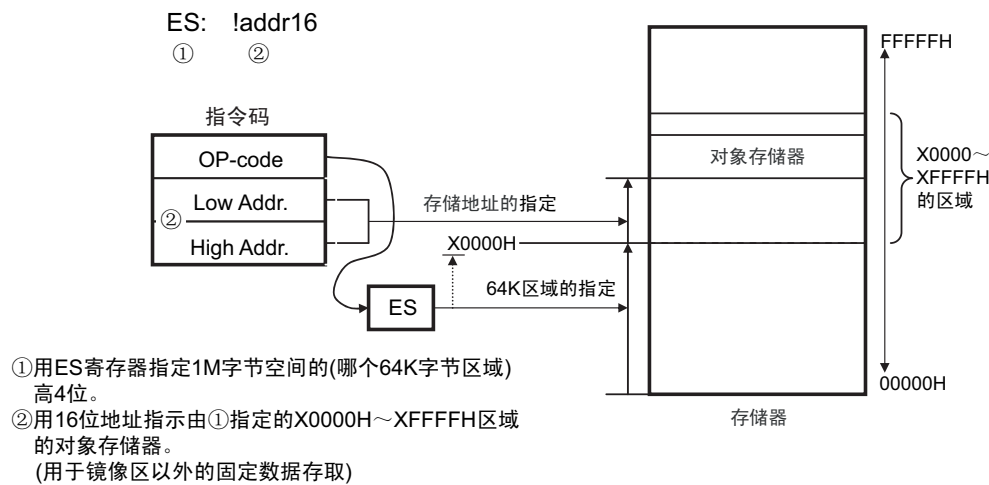 ES: !addr16
① ②
指令码
OP-code
Low Addr.
②
High Addr.
ES
存储地址的指定
X0000H
64K区域的指定
FFFFFH
对象存储器
X0000～
XFFFFH
的区域
00000H
存储器
①用ES寄存器指定1M字节空间的(哪个64K字节区域)
高4位。
②用16位地址指示由①指定的X0000H～XFFFFH区域
的对象存储器。
(用于镜像区以外的固定数据存取)